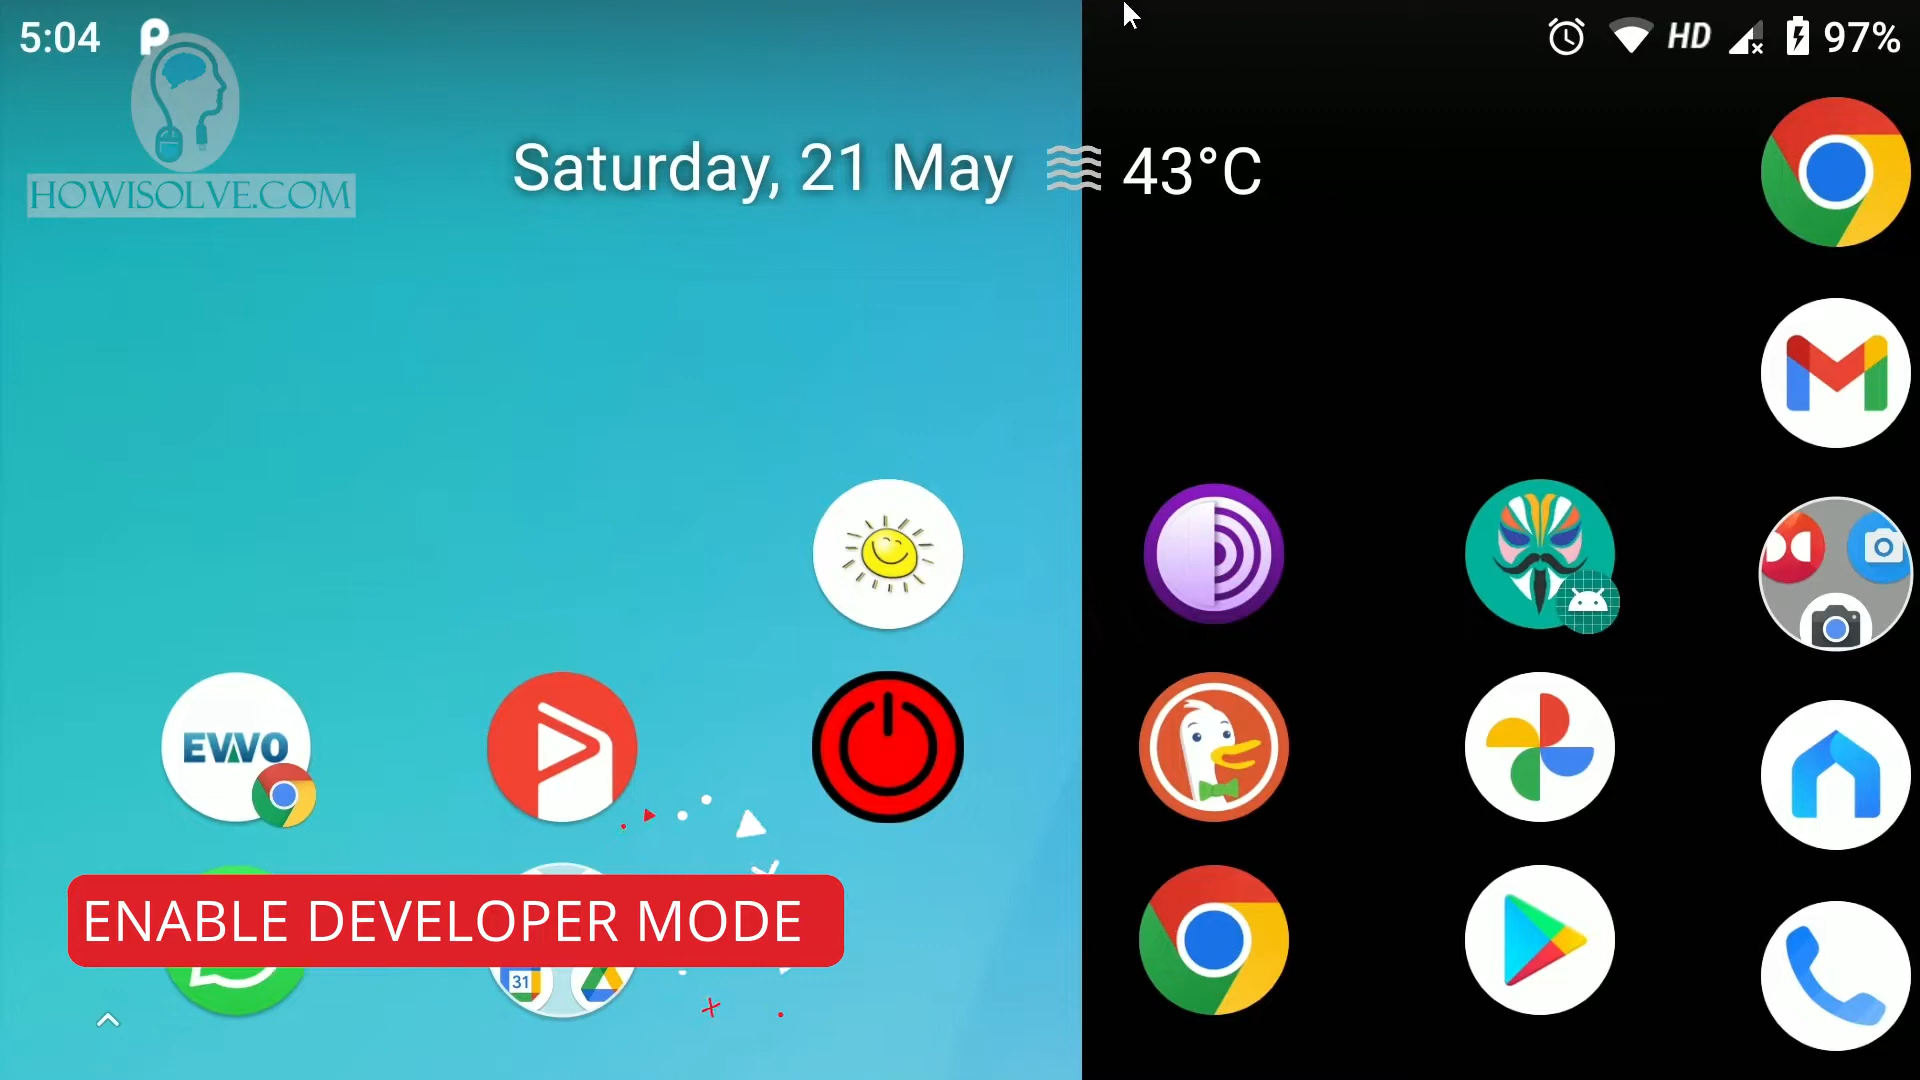 5:04
HD
97%
Saturday, 21 May
43°C
HOWISOLVE.COM
EVVO
ENABLE DEVELOPER MODE
31